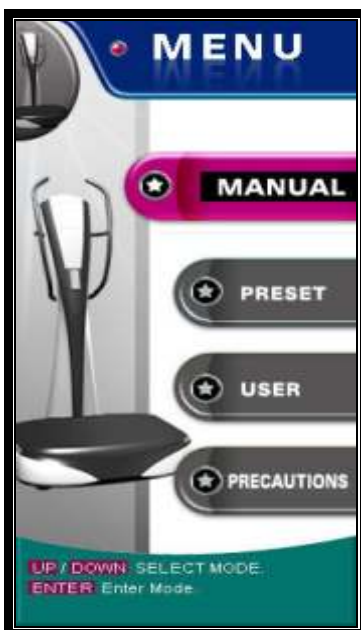 MENU
MANUAL
PRESET
USER
PRECAUTIONS
UP / DOWN: SELECT MODE.
ENTER: Enter Mode.